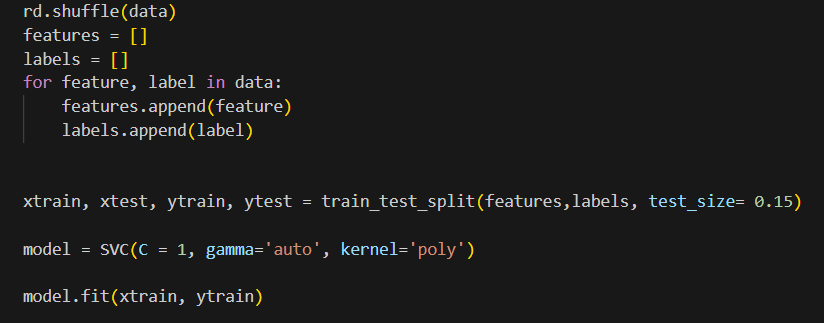 rd.shuffle(data)
features = []
labels = []
for feature, label in data:
    features.append(feature)
    labels.append(label)
xtrain, xtest, ytrain, ytest = train_test_split(features,labels, test_size= 0.15)
model = SVC(C = 1, gamma='auto', kernel='poly')
model.fit(xtrain, ytrain)